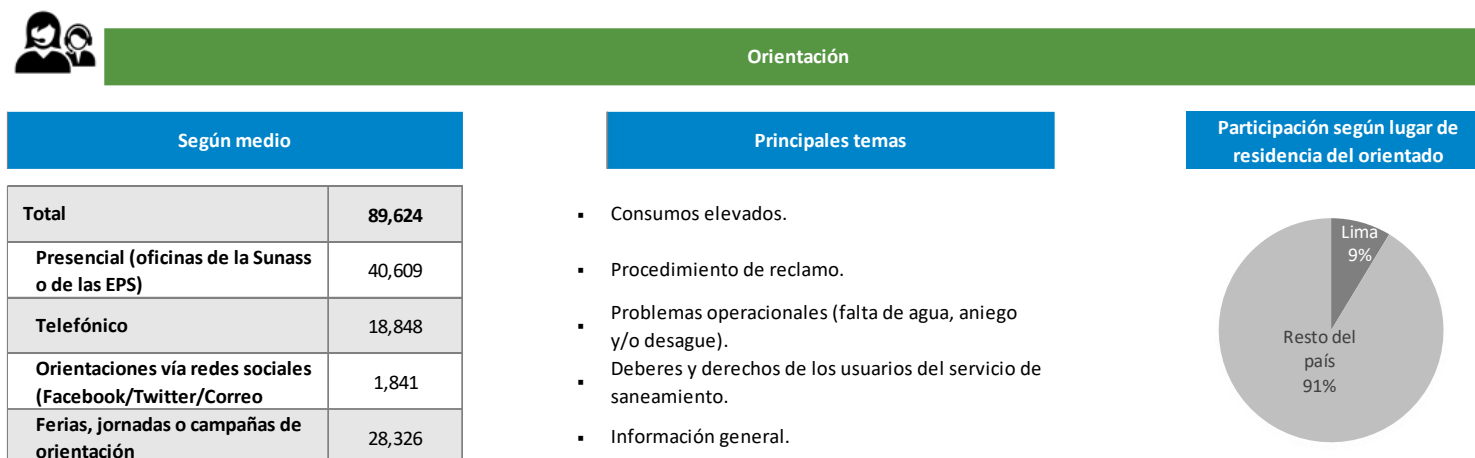 Orientación
Según medio
Total 89,624
Presencial (oficinas de la Sunass
o de las EPS) 40,609
Telefónico 18,848
Orientaciones vía redes sociales
(Facebook/Twitter/Correo 1,841
Ferias, jornadas o campañas de
orientación 28,326
Principales temas
▪ Consumos elevados.
▪ Procedimiento de reclamo.
▪ Problemas operacionales (falta de agua, aniego
y/o desague).
▪ Deberes y derechos de los usuarios del servicio de
saneamiento.
▪ Información general.
Participación según lugar de
residencia del orientado
Lima
9%
Resto del
país
91%